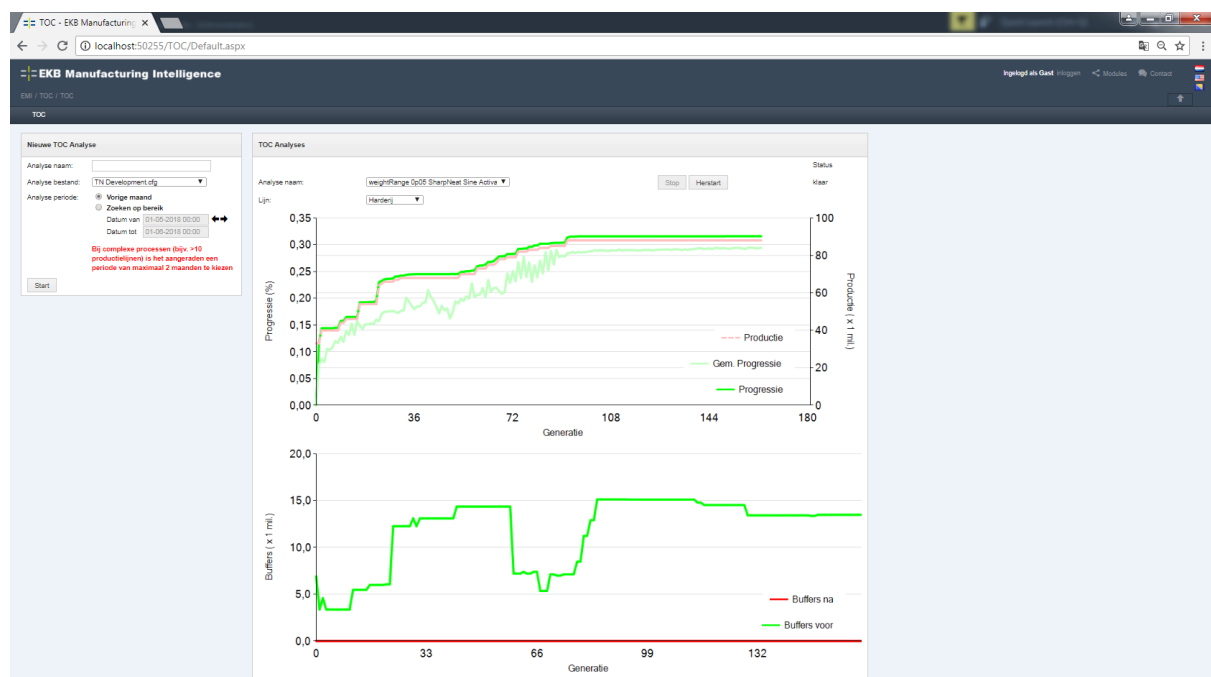 TOC - EKB Manufacturing
localhost:50255/TOC/Default.aspx
EKB Manufacturing Intelligence
Ingelogd als Gast inloggen Modules Contact
EMI / TOC / TOC
TOC
Nieuwe TOC Analyse
Analyse naam:
Analyse bestand: TN Development.cfg
Analyse periode: Vorige maand
Zoeken op bereik
Datum van 01-05-2018 00:00
Datum tot 01-06-2018 00:00
Bij complexe processen (bijv. >10
productielijnen) is het aangeraden een
periode van maximaal 2 maanden te kiezen
Start
TOC Analyses
Status
Analyse naam: weightRange 0p05 SharpNeat Sine Activa Stop Herstart klaar
Lijn: Harderij
0,35 100
0,30
80
0,25
60
0,20
0,15
40
0,10
20
0,05
0,00 0
Progressie (%)
Productie ( x 1 mil.)
Productie
Gem. Progressie
Progressie
0 36 72 108 144 180
Generatie
20,0
15,0
10,0
5,0
0,0
Buffers ( x 1 mil.)
Buffers na
Buffers voor
0 33 66 99 132
Generatie